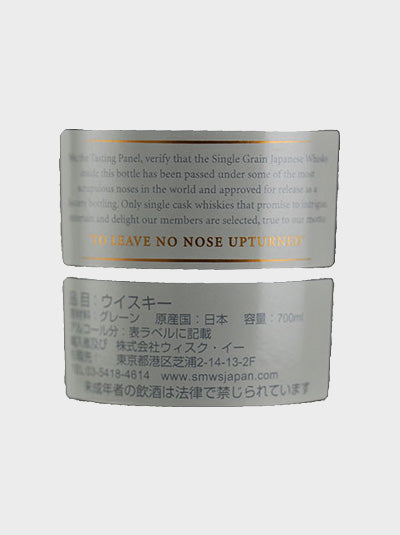 the Tasting Panel, verify that the Single Grain Japanese Whisky
inside this bottle has been passed under some of the most
scrupulous noses in the world and approved for release as a
Society bottling. Only single cask whiskies that promise to intrigue,
entertain and delight our members are selected, true to our motto:
TO LEAVE NO NOSE UPTURNED
品目:ウイスキー
原材料:グレーン 原産国:日本 容量:700ml
アルコール分:表ラベルに記載
輸入者及び 株式会社ウィスク・イー
東京都港区芝浦2-14-13-2F
TEL.03-5418-4614 www.smwsjapan.com
未成年者の飲酒は法律で禁じられています